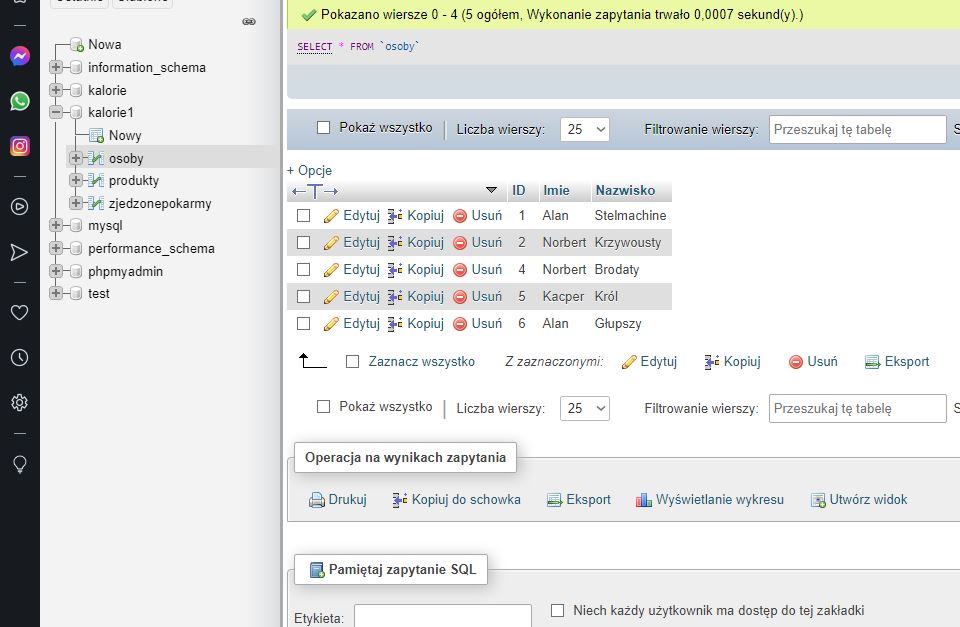 Pokazano wiersze 0 - 4 (5 ogółem, Wykonanie zapytania trwało 0,0007 sekund(y).)
SELECT * FROM `osoby`
Nowa
information_schema
kalorie
kalorie1
Nowy
osoby
produkty
zjedzonepokarmy
mysql
performance_schema
phpmyadmin
test
Pokaż wszystko Liczba wierszy: 25 Filtrowanie wierszy: Przeszukaj tę tabelę
+ Opcje
ID Imie Nazwisko
Edytuj Kopiuj Usuń 1 Alan Stelmachine
Edytuj Kopiuj Usuń 2 Norbert Krzywousty
Edytuj Kopiuj Usuń 4 Norbert Brodaty
Edytuj Kopiuj Usuń 5 Kacper Król
Edytuj Kopiuj Usuń 6 Alan Głupszy
Zaznacz wszystko Z zaznaczonymi: Edytuj Kopiuj Usuń Eksport
Pokaż wszystko Liczba wierszy: 25 Filtrowanie wierszy: Przeszukaj tę tabelę
Operacja na wynikach zapytania
Drukuj Kopiuj do schowka Eksport Wyświetlanie wykresu Utwórz widok
Pamiętaj zapytanie SQL
Etykieta: Niech każdy użytkownik ma dostęp do tej zakładki